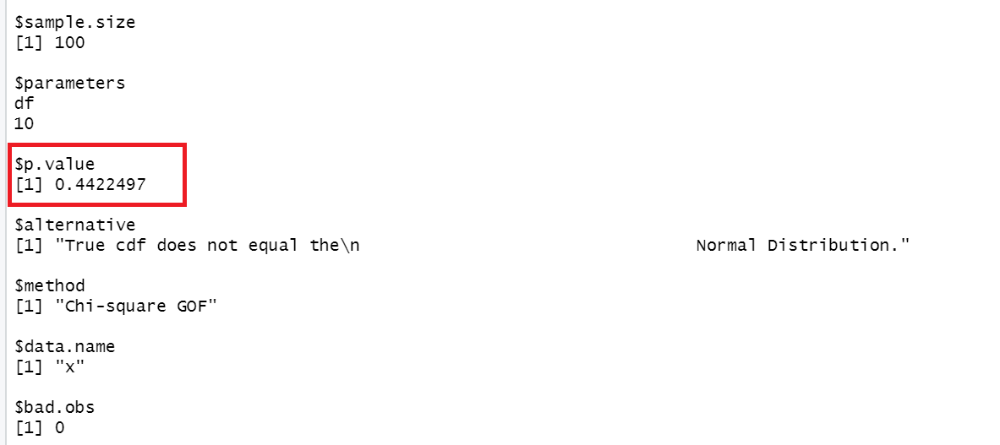 $sample.size
[1] 100
$parameters
df
10
$p.value
[1] 0.4422497
$alternative
[1] "True cdf does not equal the\n                                 Normal Distribution."
$method
[1] "Chi-square GOF"
$data.name
[1] "x"
$bad.obs
[1] 0